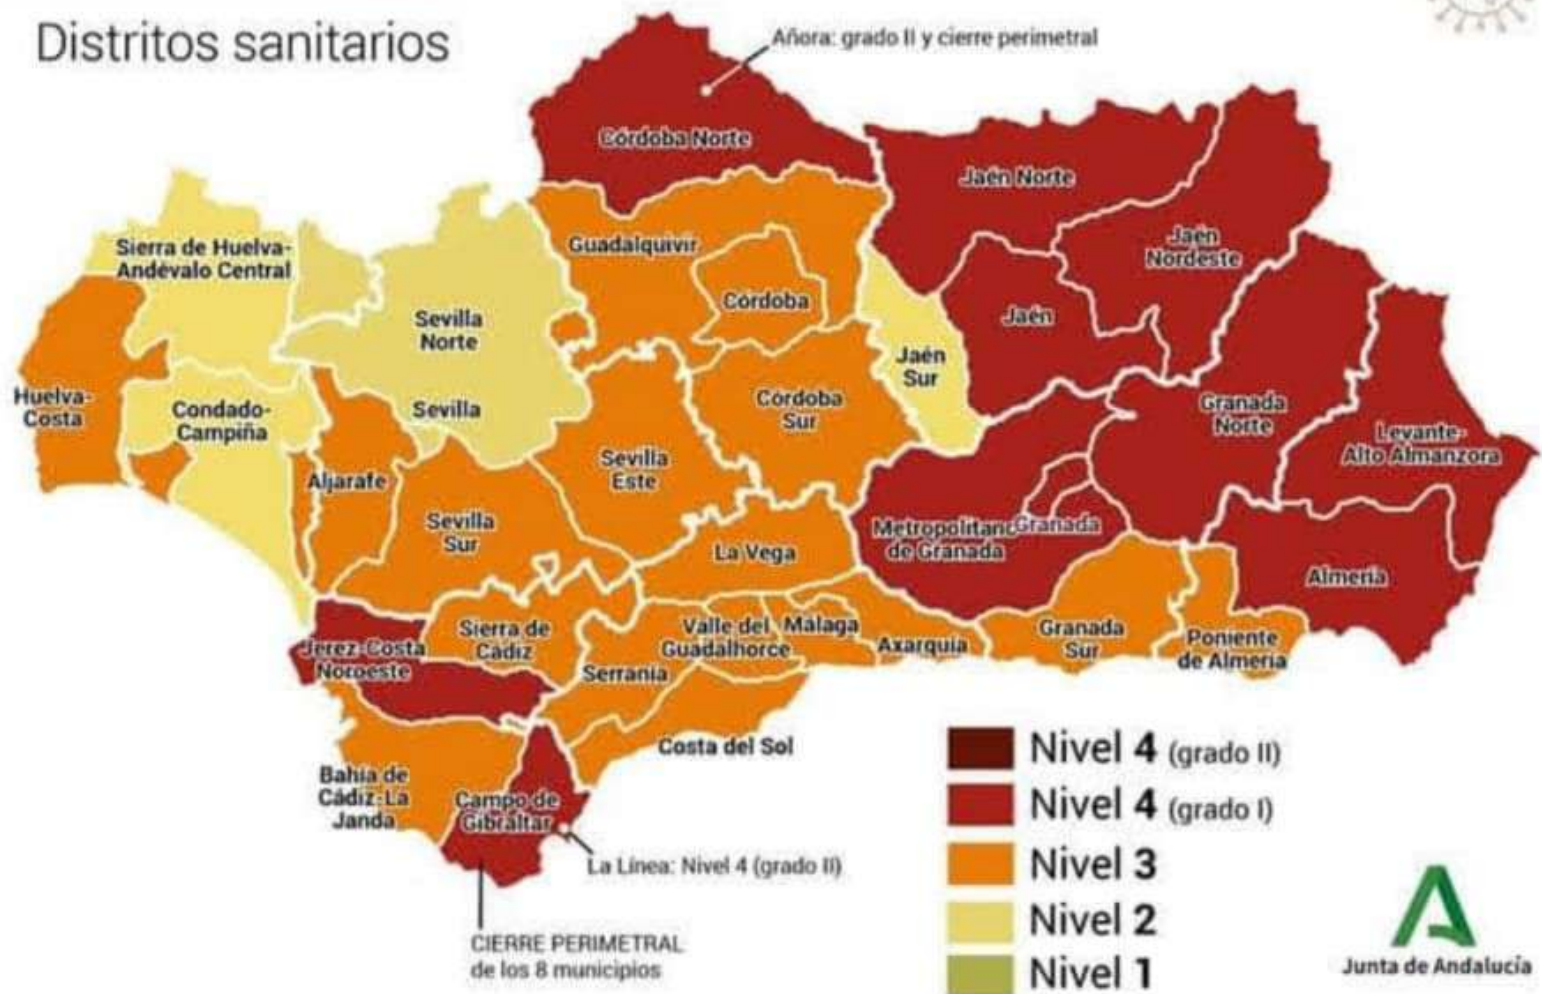 Distritos sanitarios
Añora: grado II y cierre perimetral
Córdoba Norte
Jaén Norte
Sierra de Huelva-
Andévalo Central
Guadalquivir
Jaén
Nordeste
Córdoba
Sevilla
Norte
Jaén
Jaén
Sur
Huelva-
Costa
Condado-
Campiña
Sevilla
Córdoba
Sur
Granada
Norte
Levante-
Alto Almanzora
Aljarafe
Sevilla
Este
Sevilla
Sur
Metropolitano
de Granada
Granada
La Vega
Almería
Jerez-Costa
Noroeste
Sierra de
Cádiz
Valle del
Guadalhorce
Málaga
Axarquia
Granada
Sur
Poniente
de Almería
Serranía
Costa del Sol
Bahía de
Cádiz-La
Janda
Campo de
Gibraltar
La Línea: Nivel 4 (grado II)
CIERRE PERIMETRAL
de los 8 municipios
Nivel 4 (grado II)
Nivel 4 (grado I)
Nivel 3
Nivel 2
Nivel 1
Junta de Andalucía